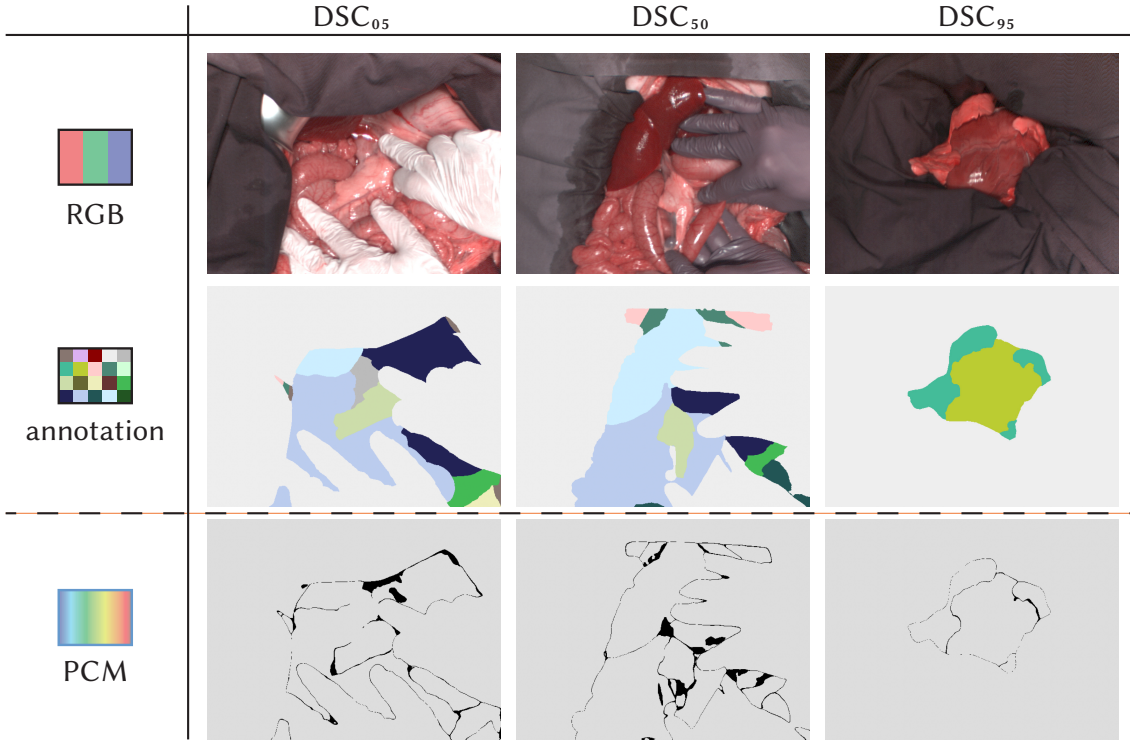 DSC₀₅ DSC₅₀ DSC₉₅
RGB
annotation
PCM